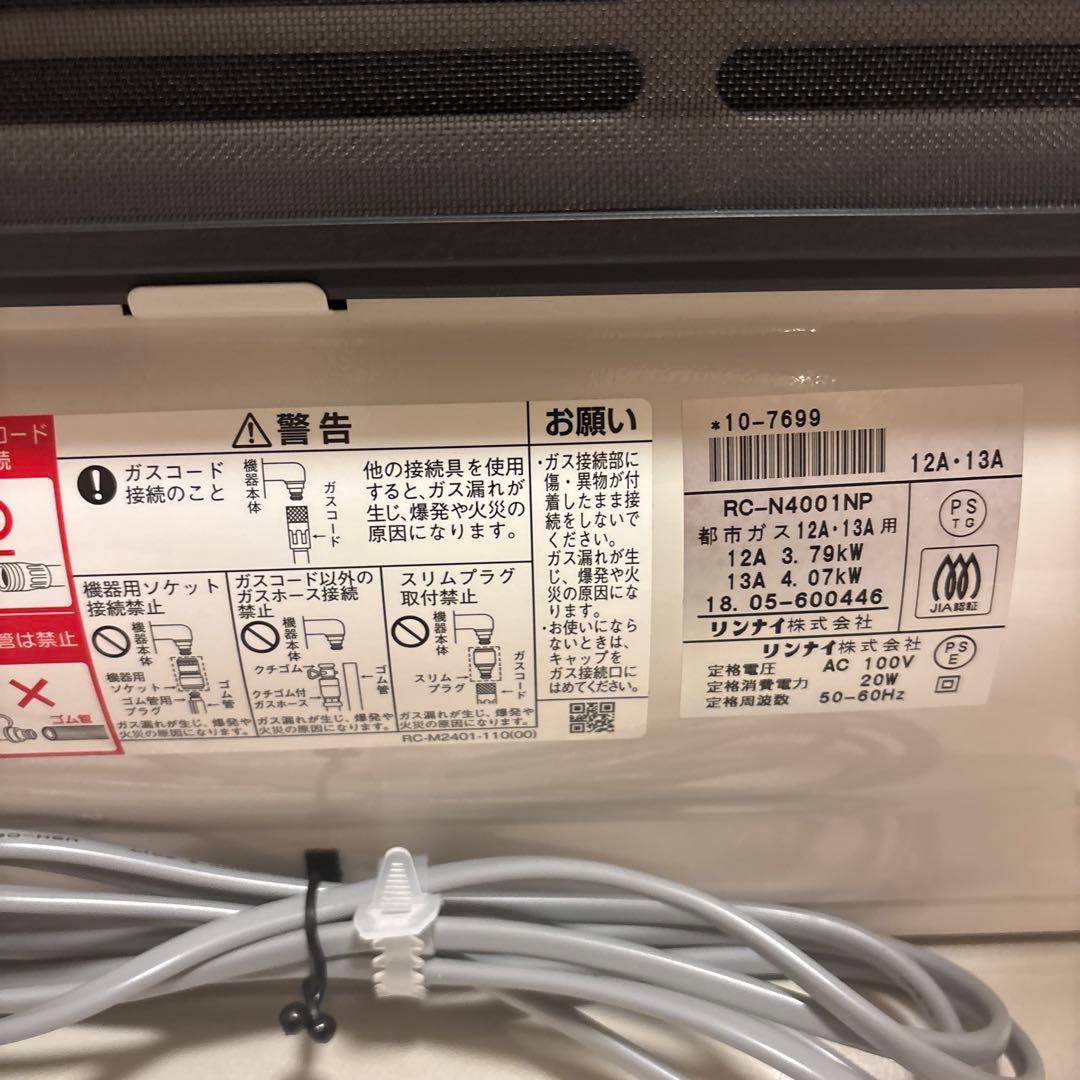 コード
続
管は禁止
ゴム管
警告
ガスコード
接続のこと
機器本体
ガスコード
他の接続具を使用
すると、ガス漏れが
生じ、爆発や火災の
原因になります。
機器用ソケット
接続禁止
機器本体
機器用
ソケット
ゴム管用
プラグ
ゴム管
ガス漏れが生じ、爆発や
火災の原因になります。
ガスコード以外の
ガスホース接続
禁止
機器本体
クチゴム
クチゴム付
ガスホース
ゴム管
ガス漏れが生じ、爆発や
火災の原因になります。
スリムプラグ
取付禁止
機器本体
スリム
プラグ
ガスコード
ガス漏れが生じ、爆発や
火災の原因になります。
RC-M2401-110(00)
お願い
・ガス接続部に
傷・異物が付
着したまま接
続をしないで
ください。
ガス漏れが生
じ、爆発や火
災の原因にな
ります。
・お使いになら
ないときは、
キャップを
ガス接続口に
はめてください。
*10-7699
12A・13A
RC-N4001NP
都市ガス12A・13A用
12A 3.79kW
13A 4.07kW
18.05-600446
リンナイ株式会社
PS
TG
JIA認証
リンナイ株式会社
定格電圧 AC 100V
定格消費電力 20W
定格周波数 50-60Hz
PS
E